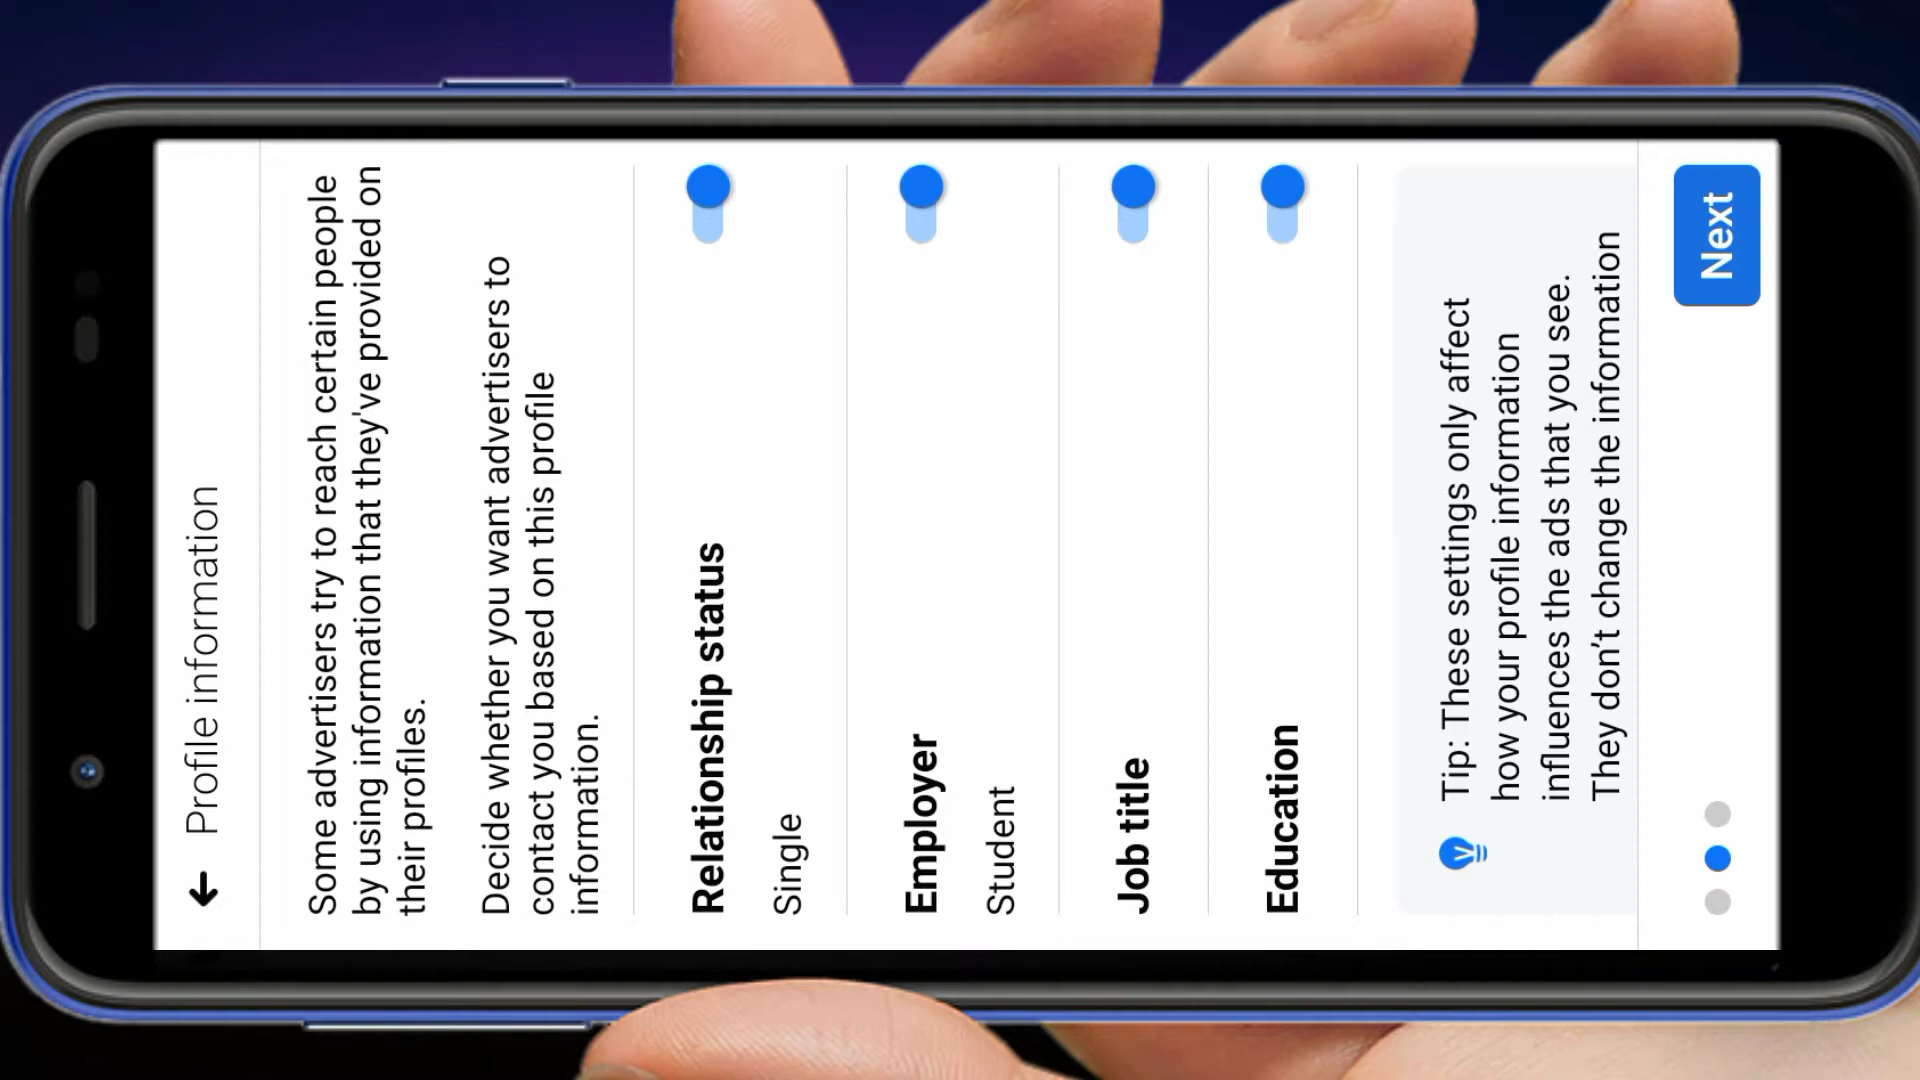 Profile information
Some advertisers try to reach certain people
by using information that they've provided on
their profiles.
Decide whether you want advertisers to
contact you based on this profile
information.
Relationship status
Single
Employer
Student
Job title
Education
Tip: These settings only affect
how your profile information
influences the ads that you see.
They don't change the information
Next